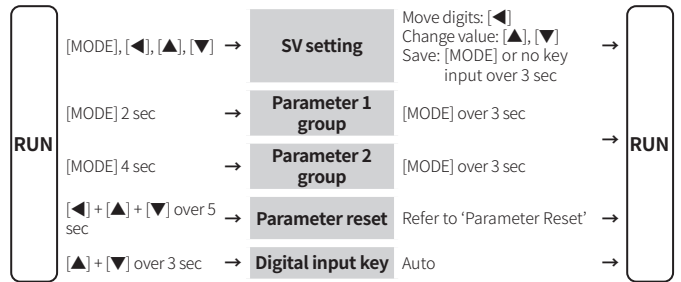 RUN
[MODE], [◀], [▲], [▼] → SV setting
Move digits: [◀]
Change value: [▲], [▼]
Save: [MODE] or no key
input over 3 sec
→
[MODE] 2 sec → Parameter 1
group
[MODE] over 3 sec
[MODE] 4 sec → Parameter 2
group
[MODE] over 3 sec
→
[◀] + [▲] + [▼] over 5
sec
→ Parameter reset Refer to ‘Parameter Reset’ →
[▲] + [▼] over 3 sec → Digital input key Auto →
RUN